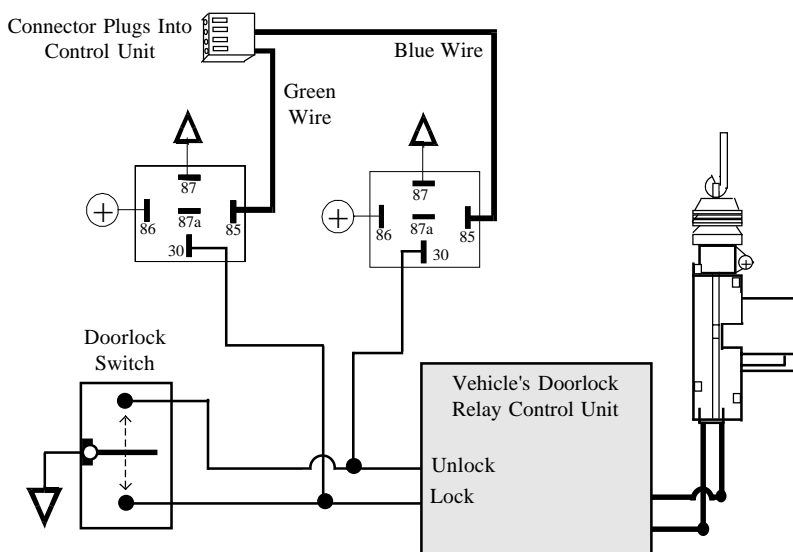 Connector Plugs Into
Control Unit
Blue Wire
Green
Wire
87
86
87a
85
30
87
86
87a
85
30
Doorlock
Switch
Vehicle's Doorlock
Relay Control Unit
Unlock
Lock